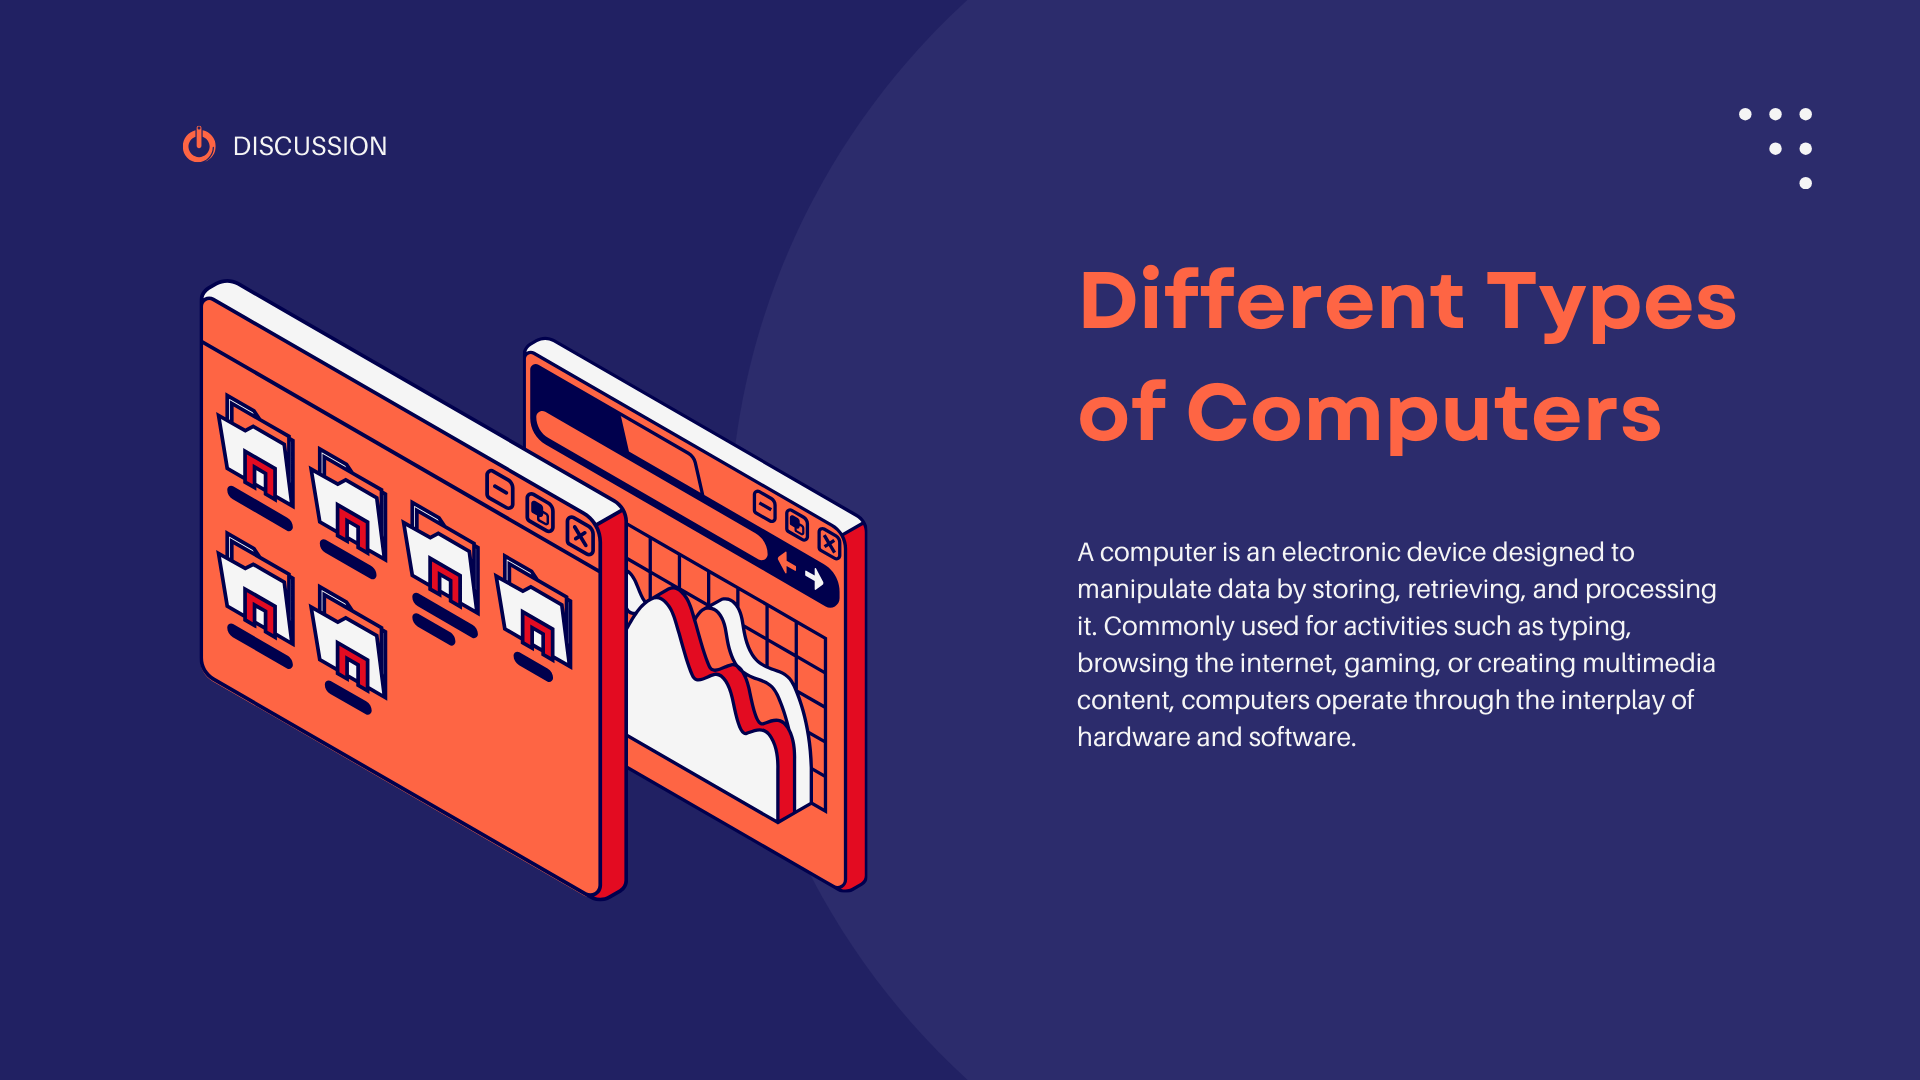 DISCUSSION
Different Types
of Computers
A computer is an electronic device designed to
manipulate data by storing, retrieving, and processing
it. Commonly used for activities such as typing,
browsing the internet, gaming, or creating multimedia
content, computers operate through the interplay of
hardware and software.